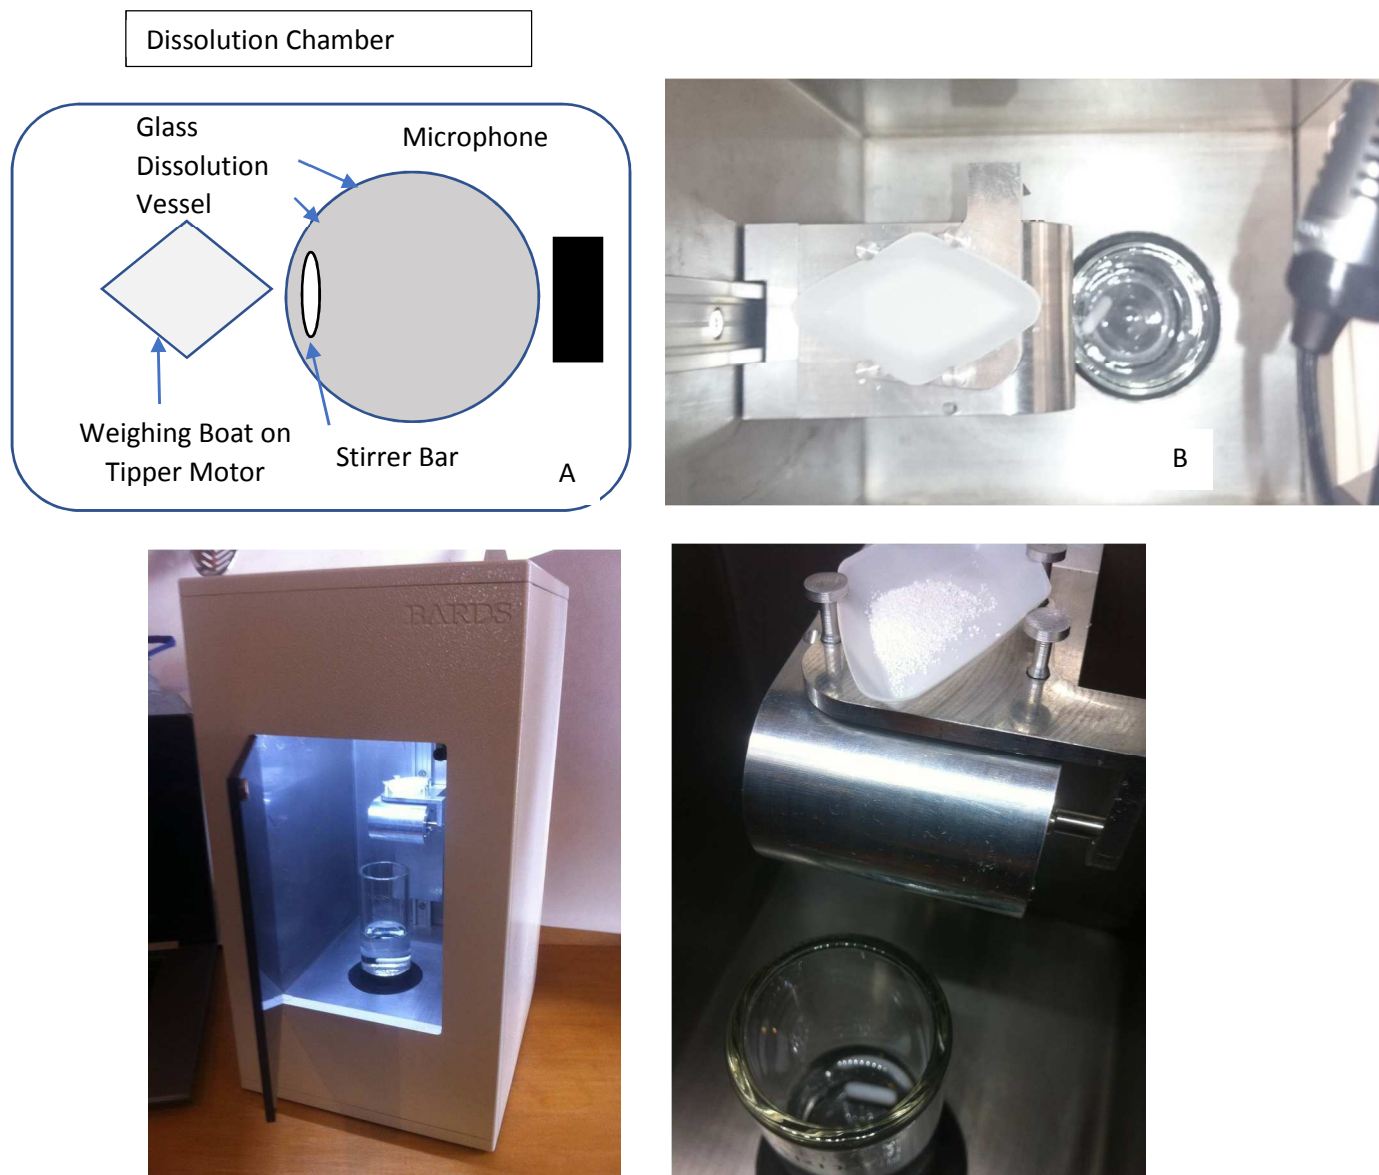 Dissolution Chamber
Glass
Dissolution
Vessel
Microphone
Weighing Boat on
Tipper Motor
Stirrer Bar
A
B
BARDS